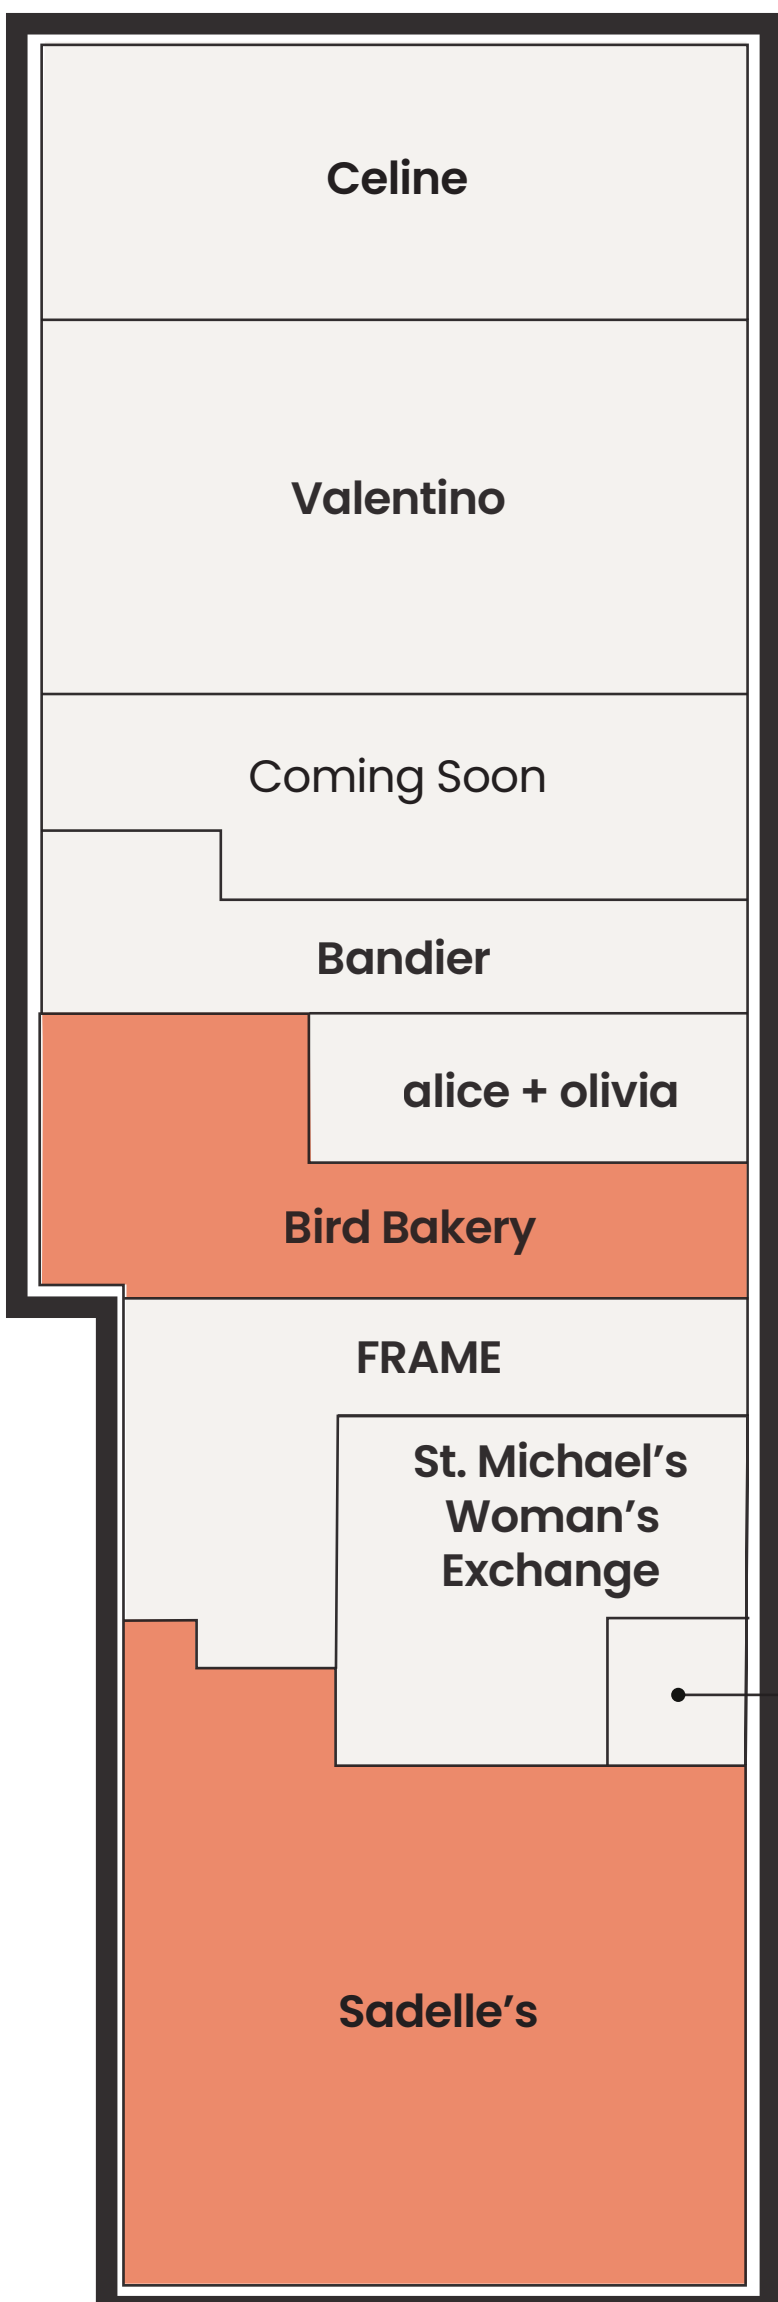 Celine
Valentino
Coming Soon
Bandier
alice + olivia
Bird Bakery
FRAME
St. Michael’s
Woman’s
Exchange
Sadelle’s